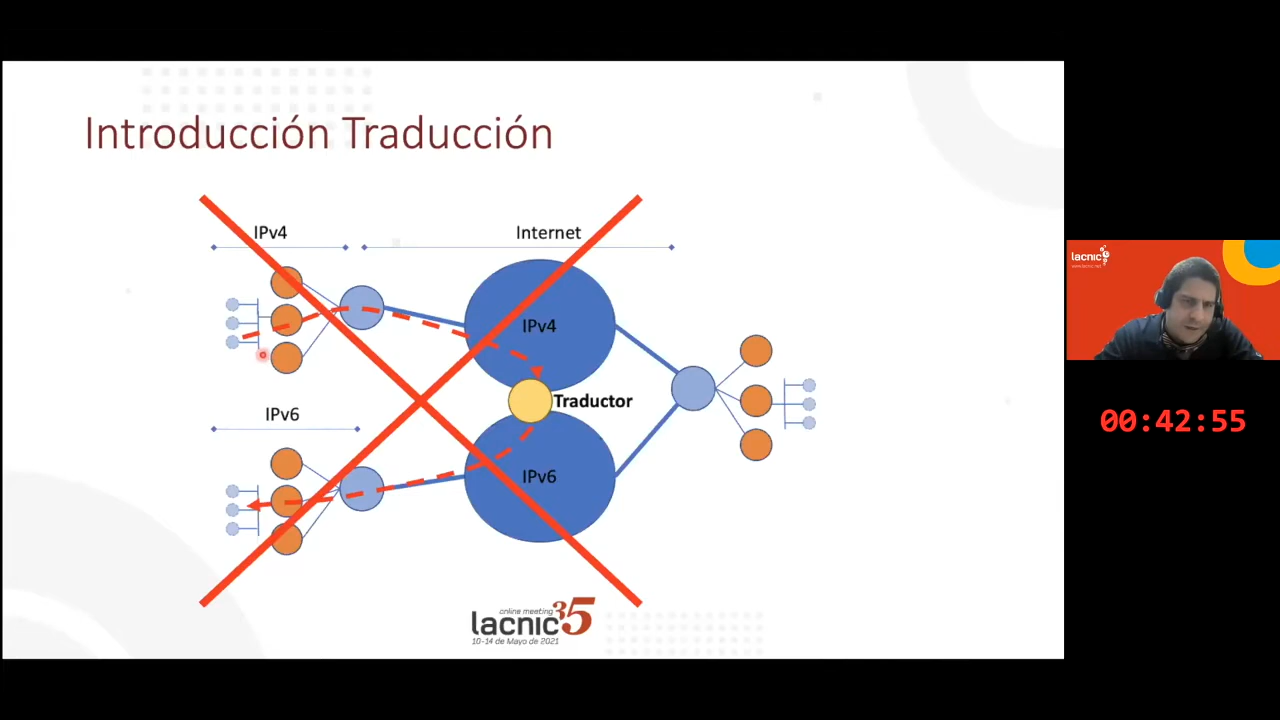 Introducción Traducción
IPv4
Internet
IPv4
Traductor
IPv6
IPv6
online meeting
lacnic35
10-14 de Mayo de 2021
lacnic
00:42:55